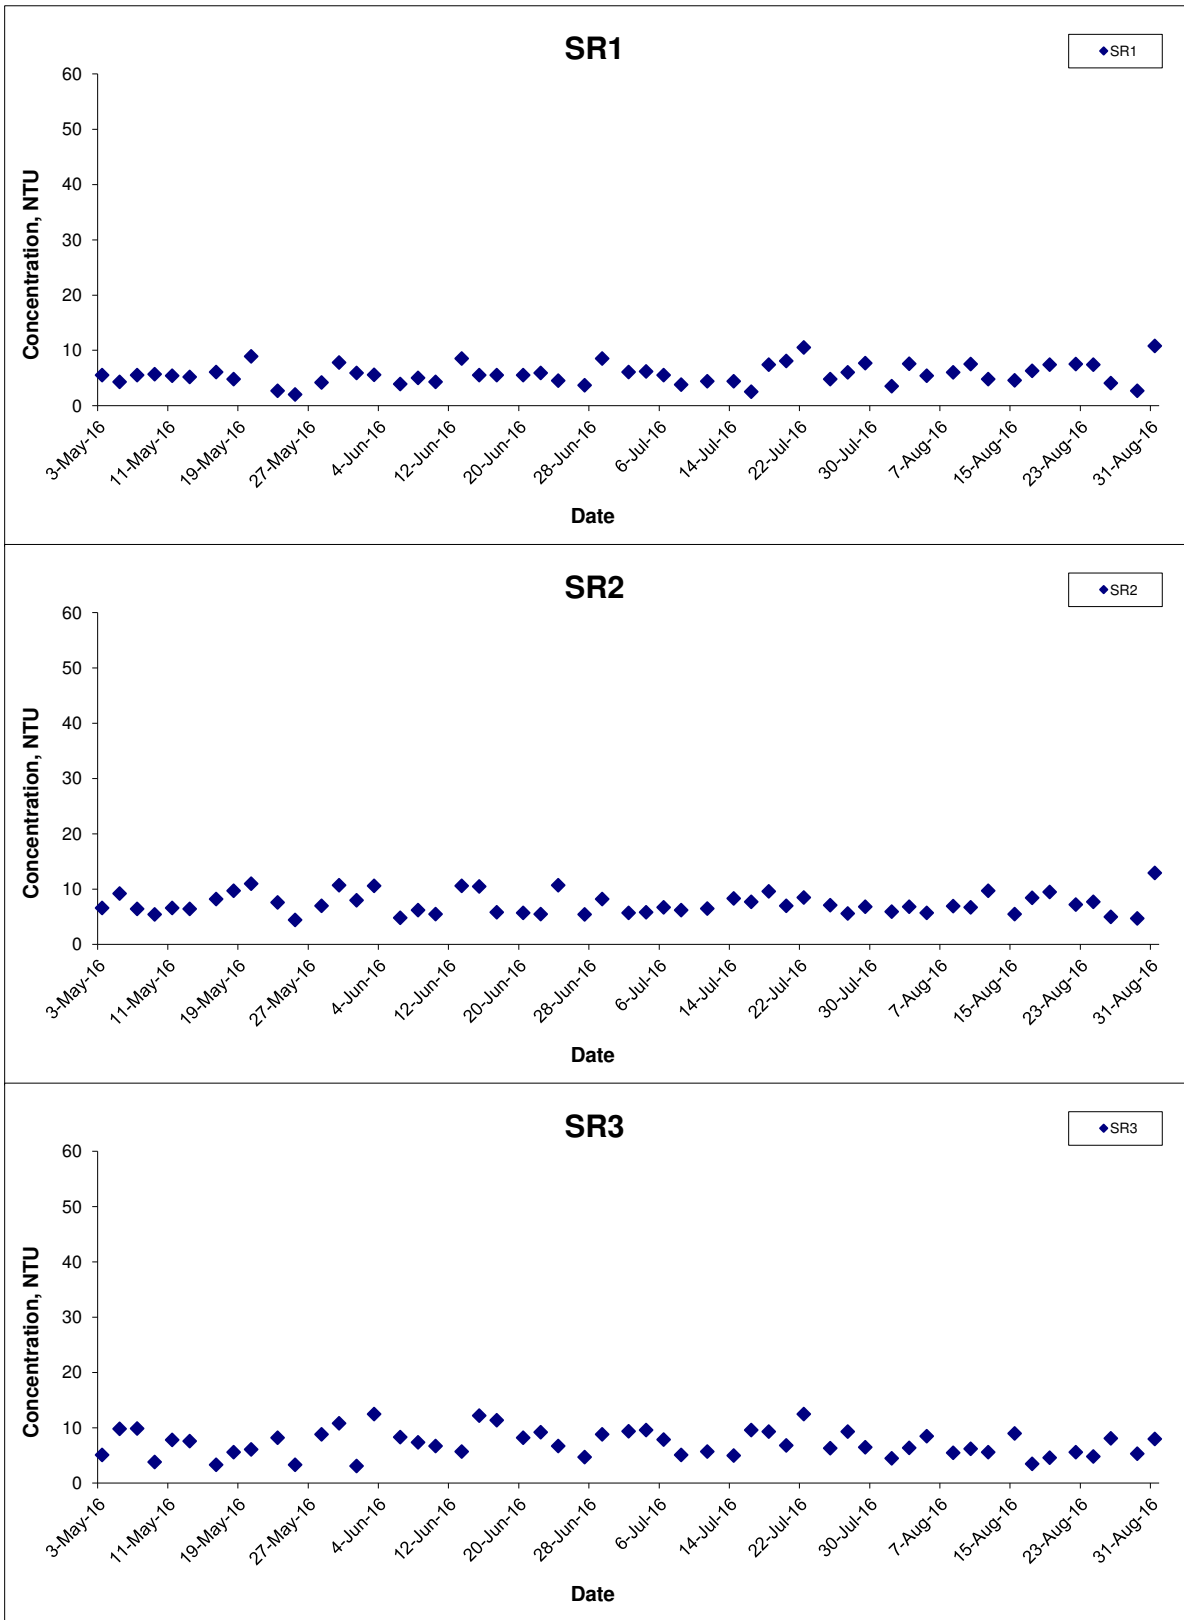 SR1
SR1
60
50
40
30
20
10
0
Concentration, NTU
3-May-16
11-May-16
19-May-16
27-May-16
4-Jun-16
12-Jun-16
20-Jun-16
28-Jun-16
6-Jul-16
14-Jul-16
22-Jul-16
30-Jul-16
7-Aug-16
15-Aug-16
23-Aug-16
31-Aug-16
Date
SR2
SR2
60
50
40
30
20
10
0
Concentration, NTU
3-May-16
11-May-16
19-May-16
27-May-16
4-Jun-16
12-Jun-16
20-Jun-16
28-Jun-16
6-Jul-16
14-Jul-16
22-Jul-16
30-Jul-16
7-Aug-16
15-Aug-16
23-Aug-16
31-Aug-16
Date
SR3
SR3
60
50
40
30
20
10
0
Concentration, NTU
3-May-16
11-May-16
19-May-16
27-May-16
4-Jun-16
12-Jun-16
20-Jun-16
28-Jun-16
6-Jul-16
14-Jul-16
22-Jul-16
30-Jul-16
7-Aug-16
15-Aug-16
23-Aug-16
31-Aug-16
Date